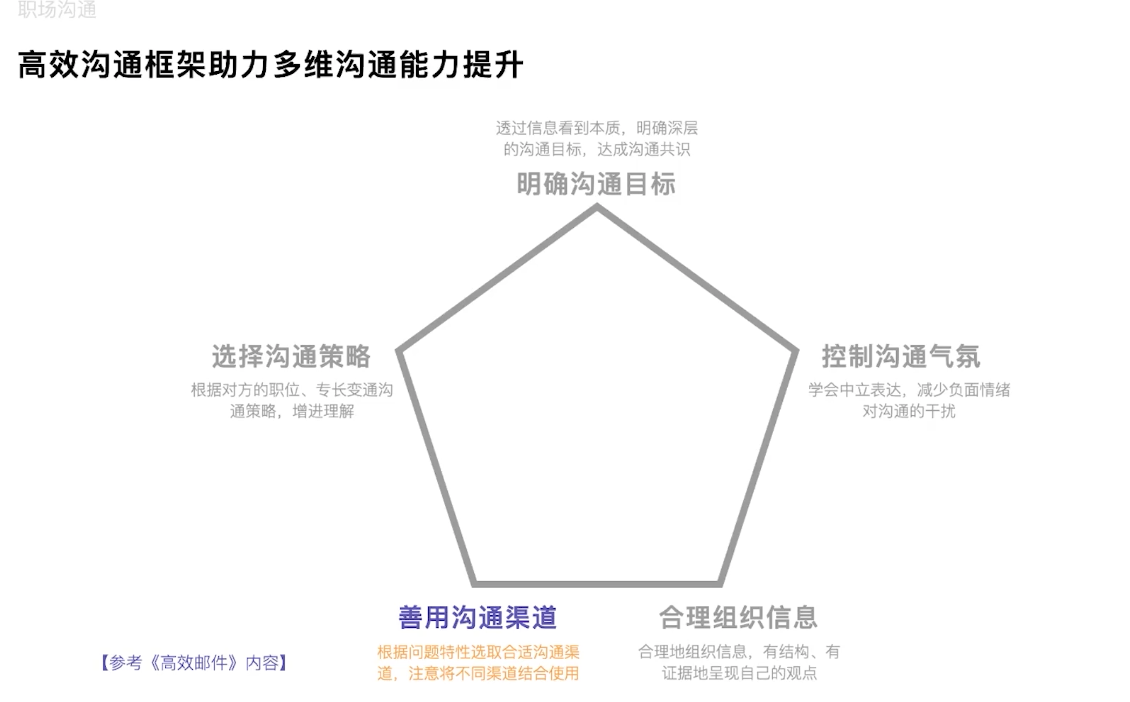 职场沟通
高效沟通框架助力多维沟通能力提升
透过信息看到本质，明确深层
的沟通目标，达成沟通共识
明确沟通目标
选择沟通策略
根据对方的职位、专长变通沟
通策略，增进理解
控制沟通气氛
学会中立表达，减少负面情绪
对沟通的干扰
善用沟通渠道
根据问题特性选取合适沟通渠
道，注意将不同渠道结合使用
合理组织信息
合理地组织信息，有结构、有
证据地呈现自己的观点
【参考《高效邮件》内容】